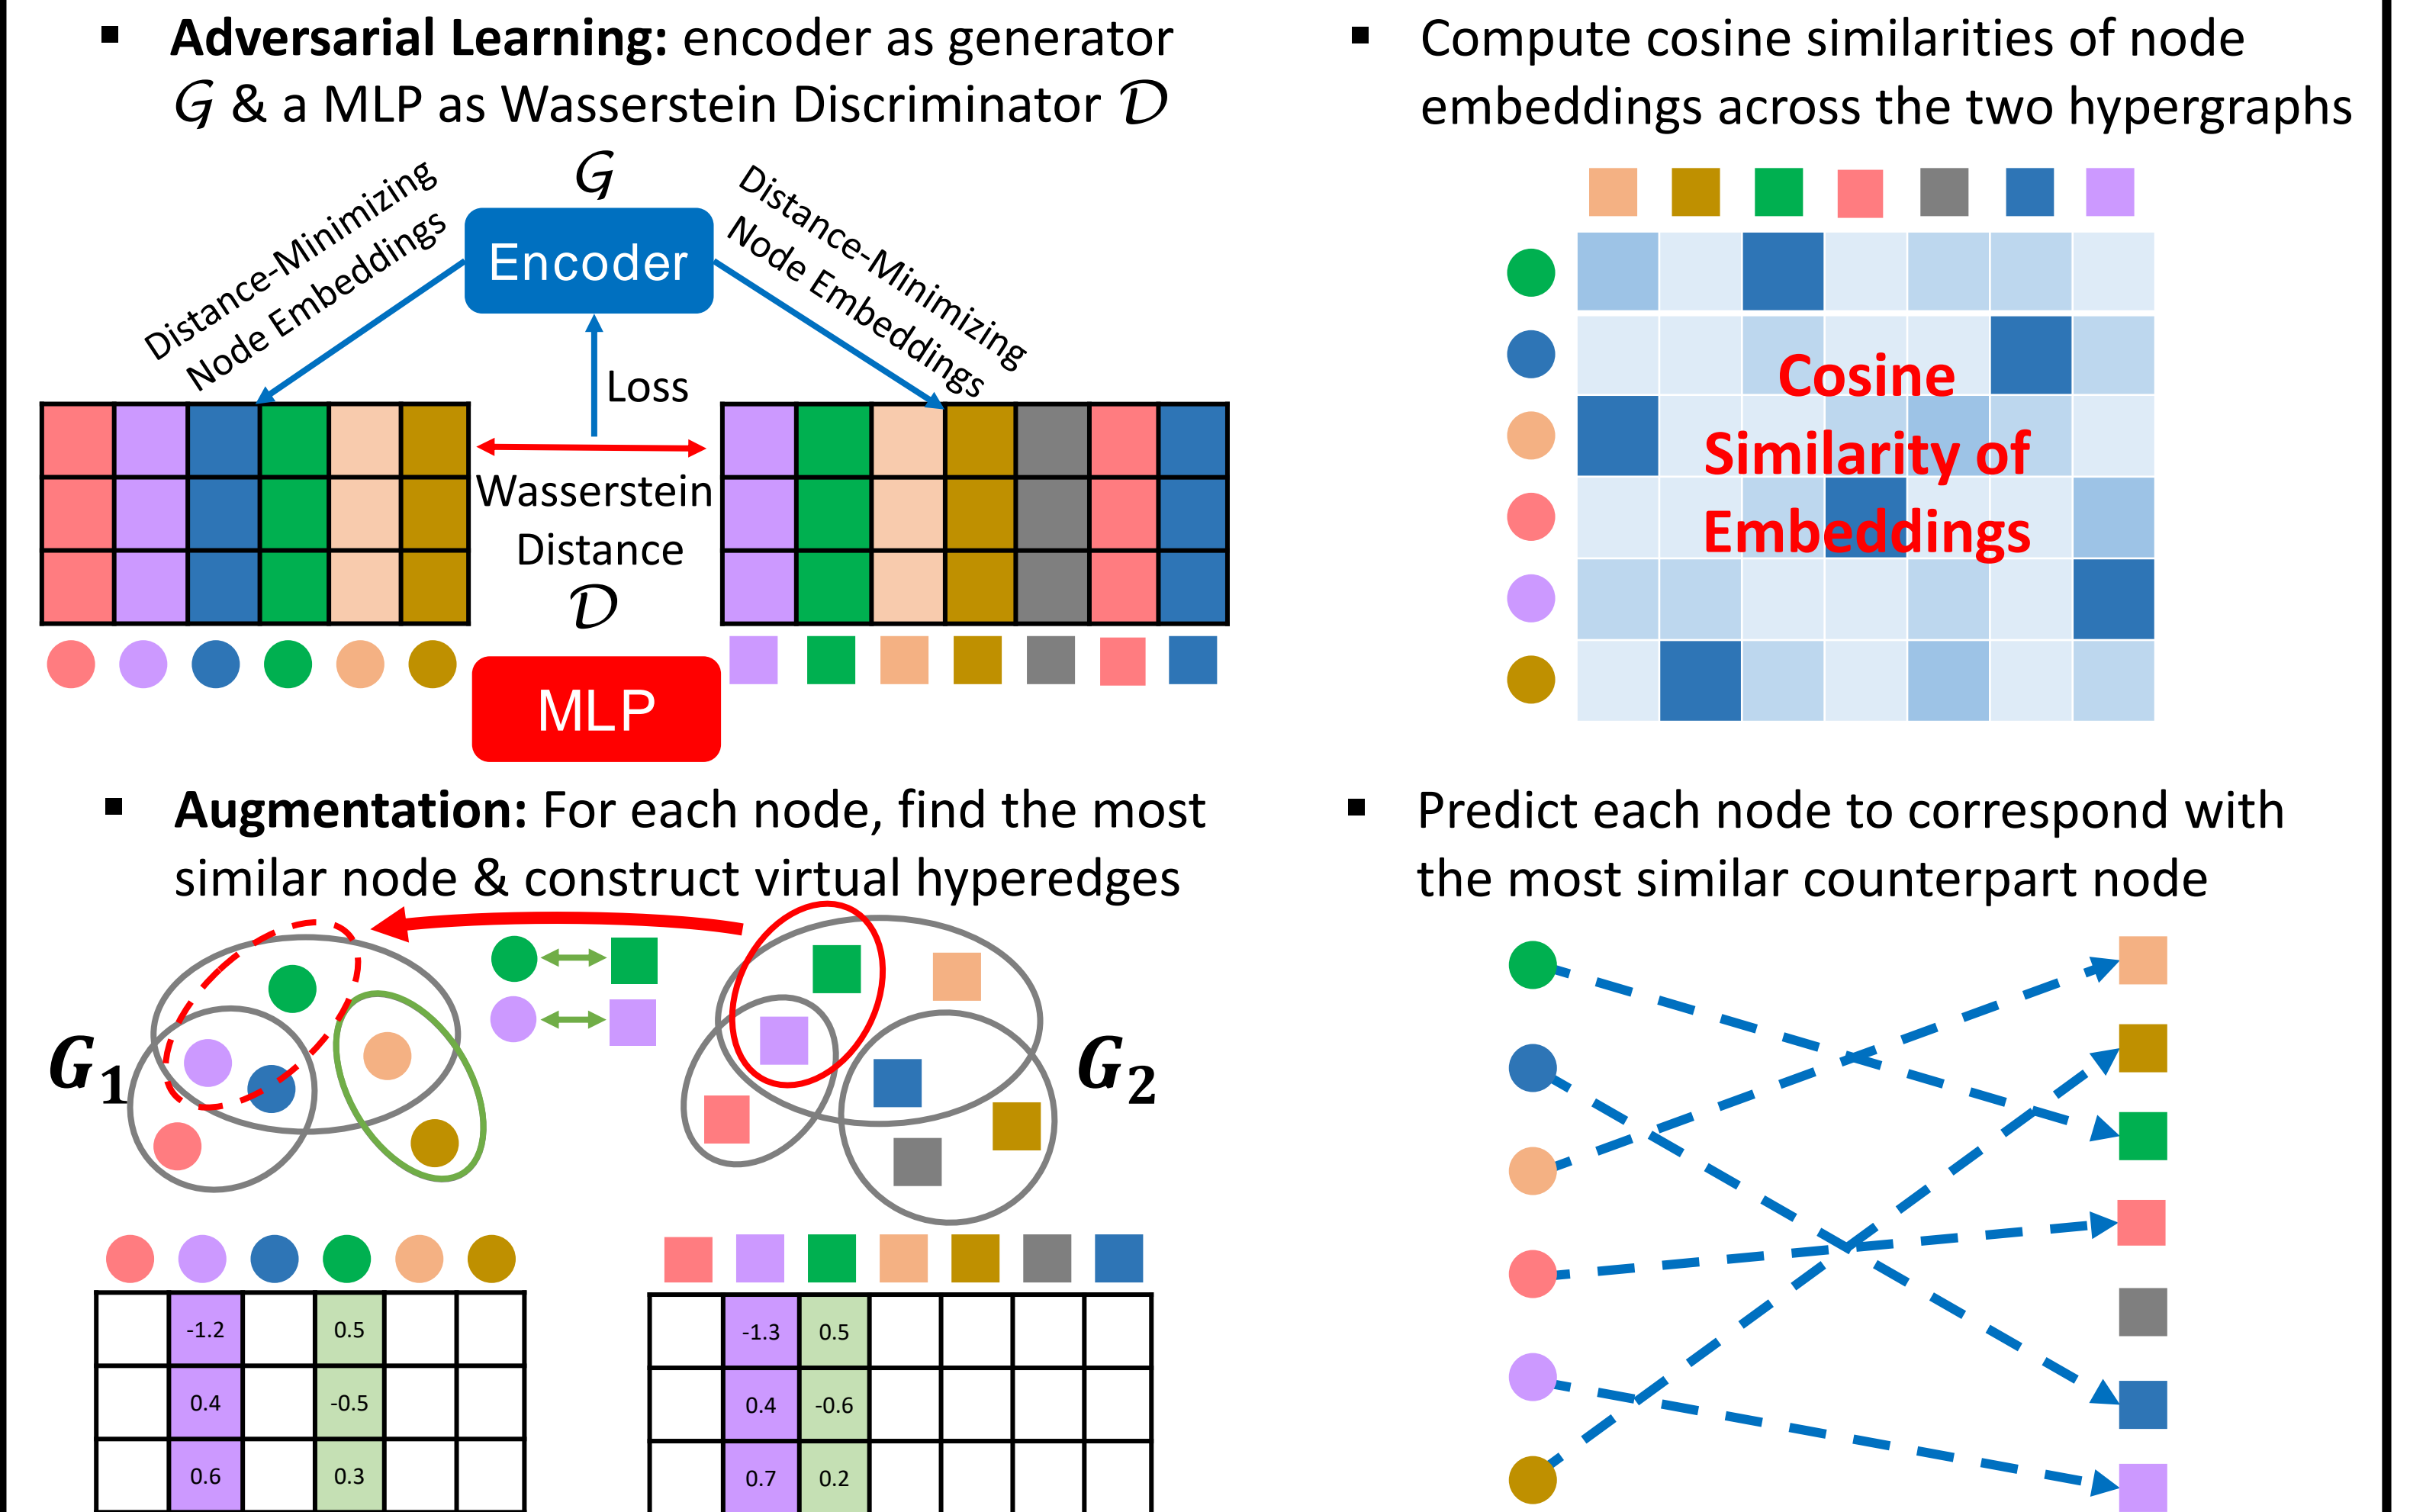 ▪ Adversarial Learning: encoder as generator
𝒢 & a MLP as Wasserstein Discriminator 𝒟
𝒢
Distance-Minimizing
Node Embeddings
Encoder
Distance-Minimizing
Node Embeddings
Loss
Wasserstein
Distance
𝒟
MLP
▪ Augmentation: For each node, find the most
similar node & construct virtual hyperedges
G1
G2
-1.2 0.5
0.4 -0.5
0.6 0.3
-1.3 0.5
0.4 -0.6
0.7 0.2
▪ Compute cosine similarities of node
embeddings across the two hypergraphs
Cosine
Similarity of
Embeddings
▪ Predict each node to correspond with
the most similar counterpart node